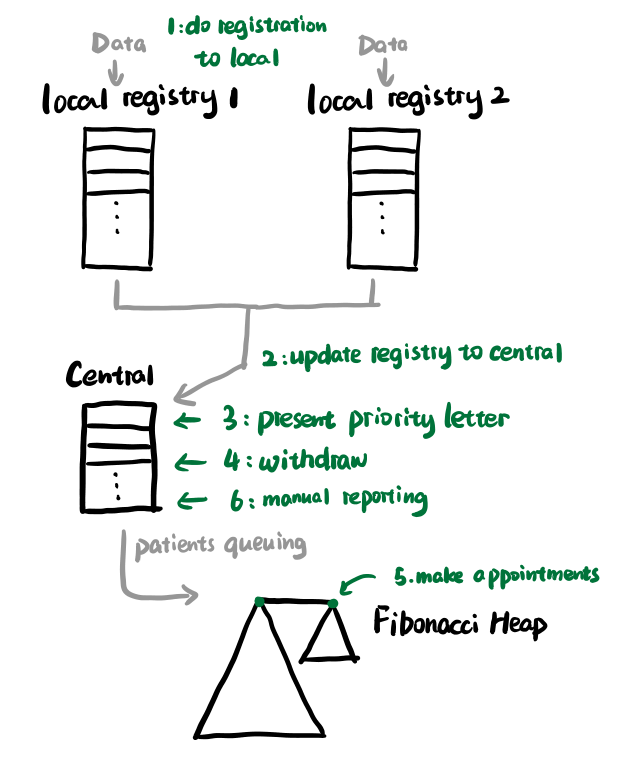 Data
1:do registration
to local
Data
local registry 1
local registry 2
2:update registry to central
Central
3: present priority letter
4: withdraw
6: manual reporting
patients queuing
5.make appointments
Fibonacci Heap